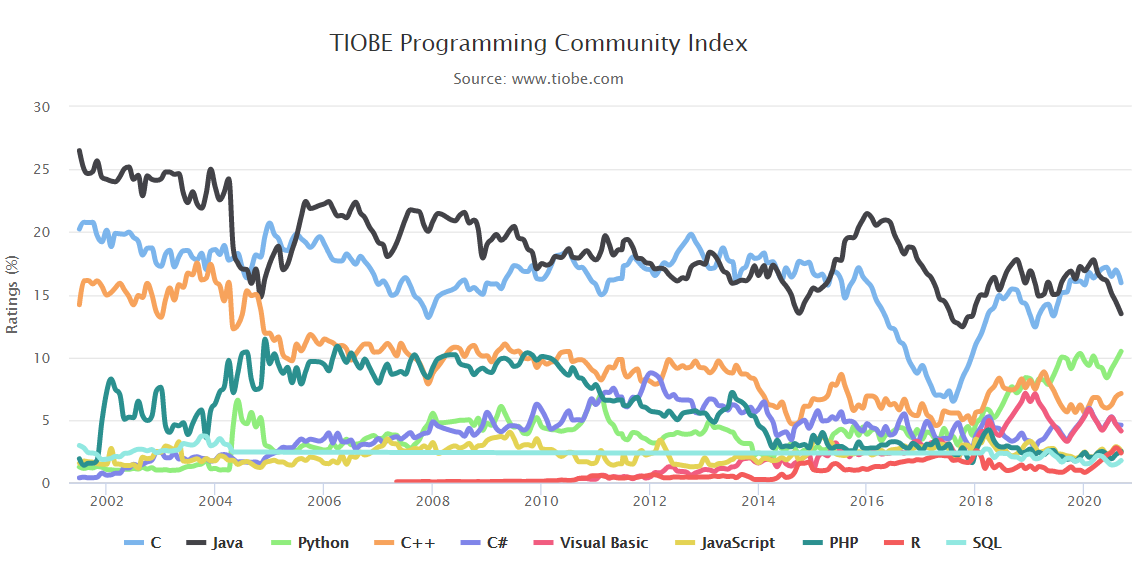 TIOBE Programming Community Index
Source: www.tiobe.com
Ratings (%)
30
25
20
15
10
5
0
2002 2004 2006 2008 2010 2012 2014 2016 2018 2020
C Java Python C++ C# Visual Basic JavaScript PHP R SQL